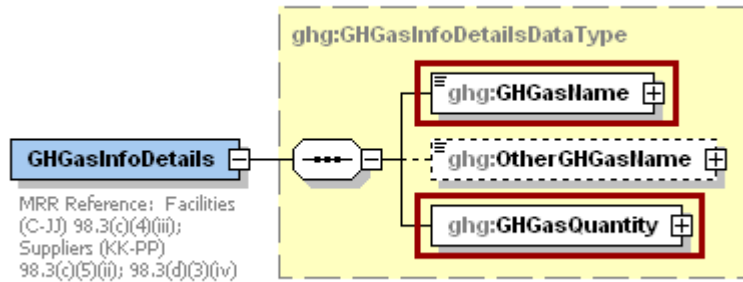 ghg:GHGasInfoDetailsDataType
ghg:GHGasName
GHGasInfoDetails
ghg:OtherGHGasName
MRR Reference: Facilities
(C-JJ) 98.3(c)(4)(iii);
Suppliers (KK-PP)
98.3(c)(5)(ii); 98.3(d)(3)(iv)
ghg:GHGasQuantity